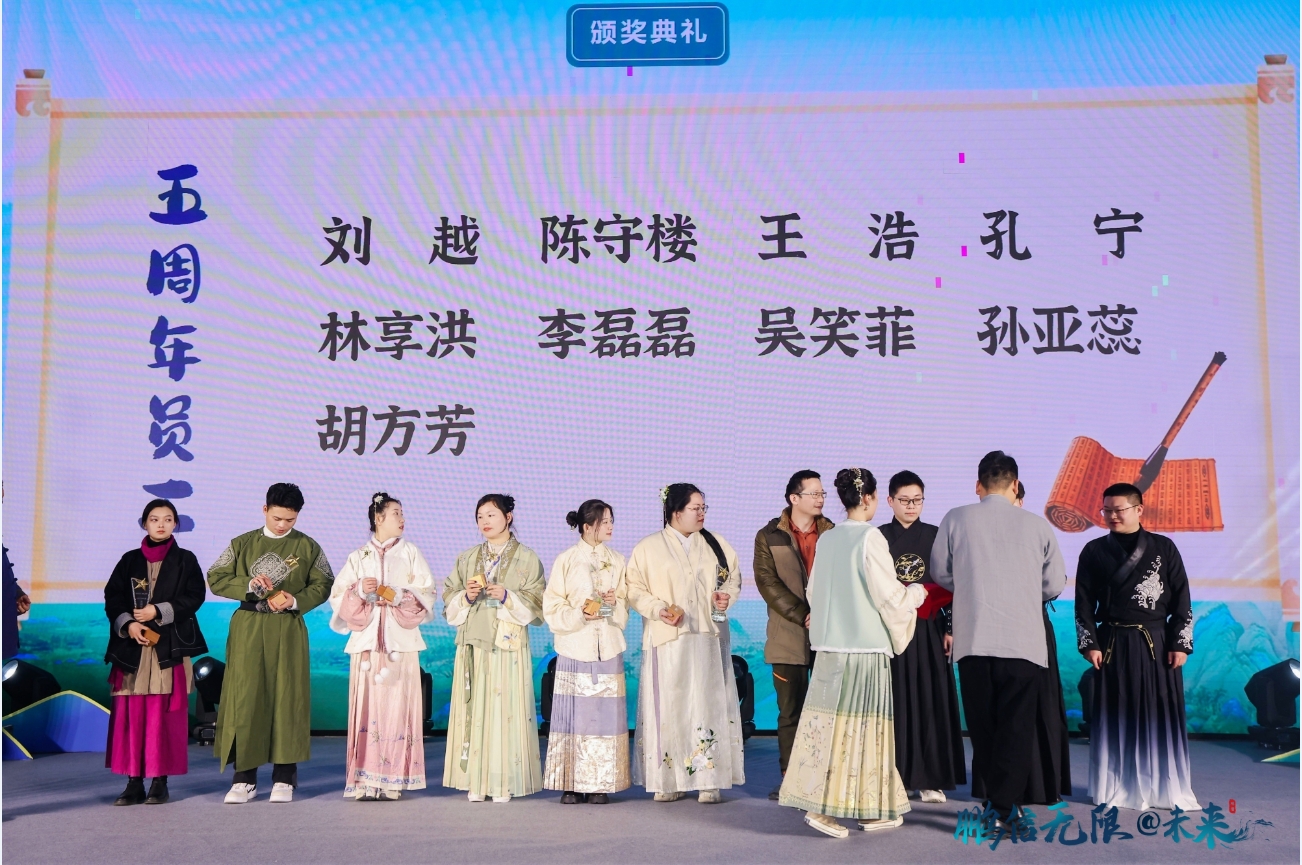 颁奖典礼
五周年员工
刘 越 陈守楼 王 浩 孔 宁
林享洪 李磊磊 吴笑菲 孙亚蕊
胡方芳
鹏信无限@未来